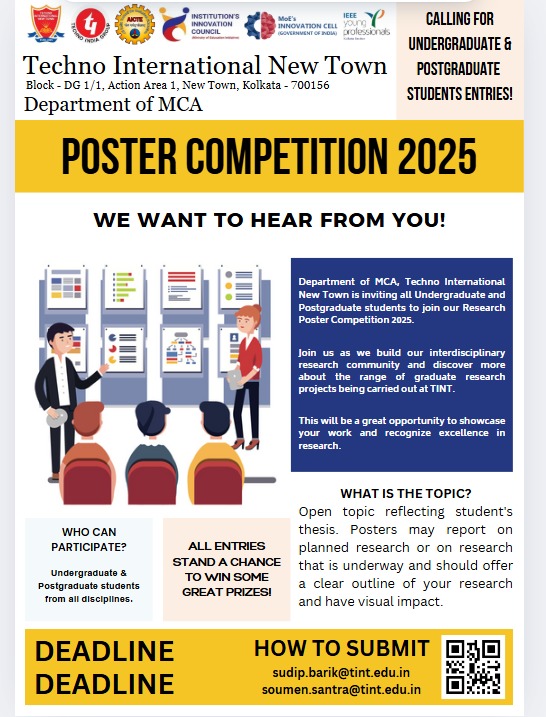 TECHNO INDIA GROUP
AICTE
INSTITUTION'S
INNOVATION
COUNCIL
(Ministry of Education Initiative)
MoE's
INNOVATION CELL
(GOVERNMENT OF INDIA)
IEEE
young
professionals
CALLING FOR
UNDERGRADUATE &
POSTGRADUATE
STUDENTS ENTRIES!
Techno International New Town
Block - DG 1/1, Action Area 1, New Town, Kolkata - 700156
Department of MCA
POSTER COMPETITION 2025
WE WANT TO HEAR FROM YOU!
Department of MCA, Techno International
New Town is inviting all Undergraduate and
Postgraduate students to join our Research
Poster Competition 2025.
Join us as we build our interdisciplinary
research community and discover more
about the range of graduate research
projects being carried out at TINT.
This will be a great opportunity to showcase
your work and recognize excellence in
research.
WHAT IS THE TOPIC?
Open topic reflecting student's
thesis. Posters may report on
planned research or on research
that is underway and should offer
a clear outline of your research
and have visual impact.
WHO CAN
PARTICIPATE?
Undergraduate &
Postgraduate students
from all disciplines.
ALL ENTRIES
STAND A CHANCE
TO WIN SOME
GREAT PRIZES!
DEADLINE
DEADLINE
HOW TO SUBMIT
sudip.barik@tint.edu.in
soumen.santra@tint.edu.in